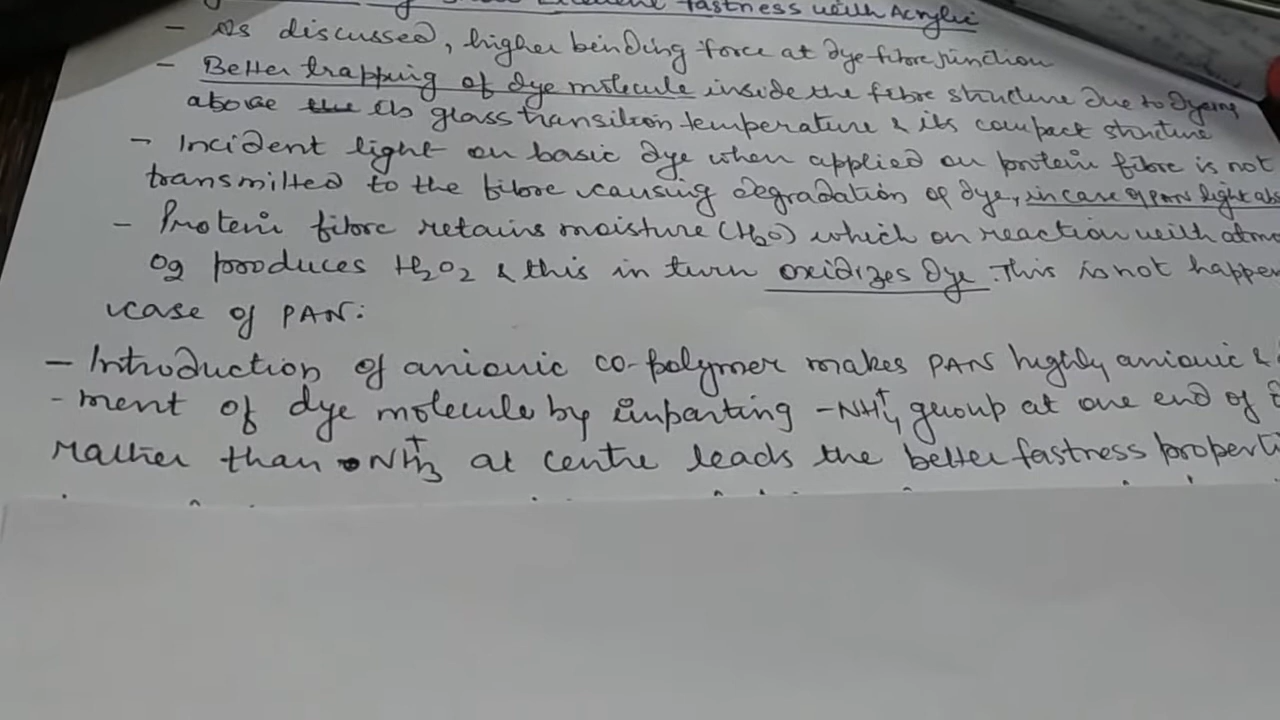 fastness with Acrylic
- As discussed, higher binding force at dye-fibre junction
- Better trapping of dye molecule inside the fibre structure due to dyeing
above its glass transition temperature & its compact structure
- Incident light on basic dye when applied on protein fibre is not
transmitted to the fibre causing degradation of dye, in case of PAN light
- Protein fibre retains moisture (H2O) which on reaction with
O2 produces H2O2 & this in turn oxidizes dye. This is not happen
case of PAN.
- Introduction of anionic co-polymer makes PAN highly anionic &
-ment of dye molecule by imparting -NH4+ group at one end of
rather than -NH3+ at centre leads the better fastness